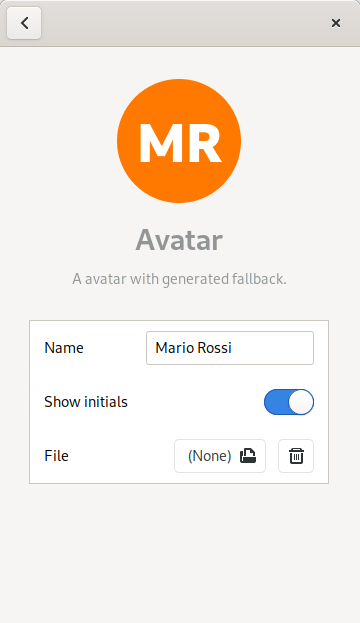 MR
Avatar
A avatar with generated fallback.
Name Mario Rossi
Show initials
File (None)